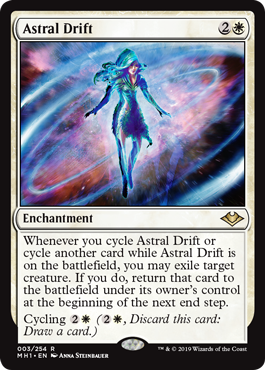 Astral Drift 2
Enchantment
Whenever you cycle Astral Drift or
cycle another card while Astral Drift is
on the battlefield, you may exile target
creature. If you do, return that card to
the battlefield under its owner's control
at the beginning of the next end step.
Cycling 2 (2, Discard this card:
Draw a card.)
003/254 R
MH1 • EN Anna Steinbauer
™ & © 2019 Wizards of the Coast